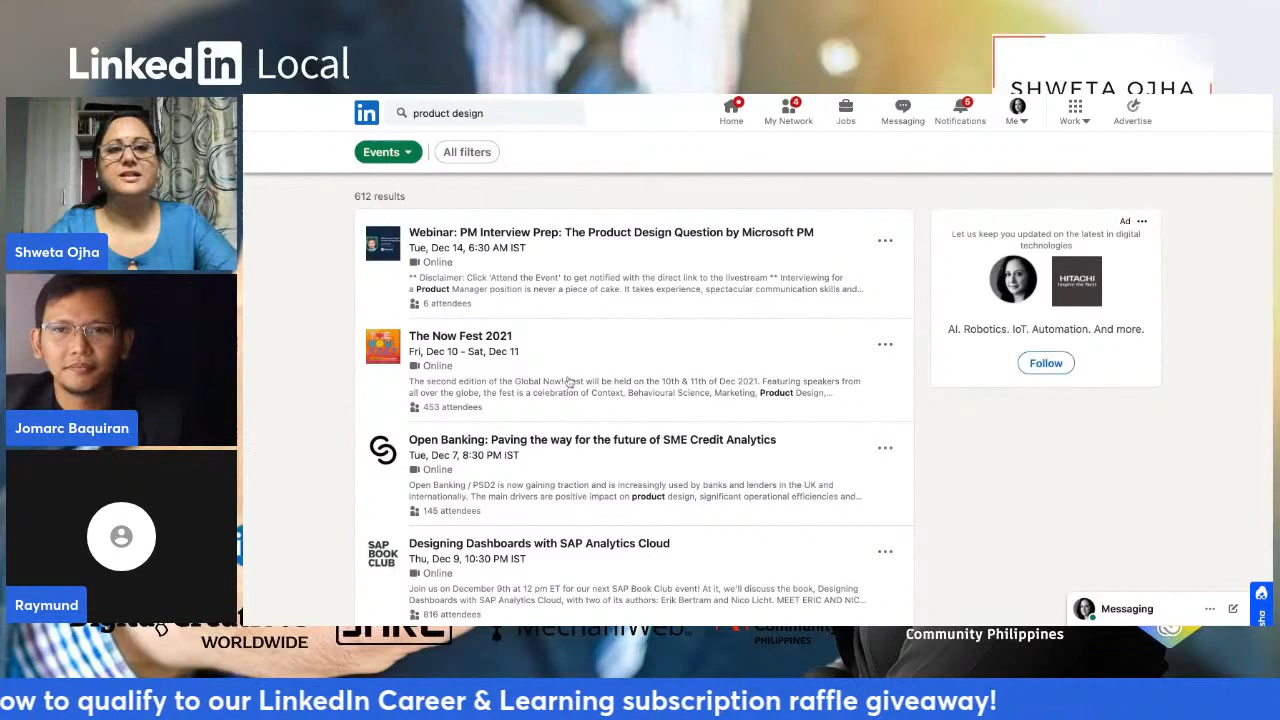 Linkedin Local
SHWETA OJHA
Shweta Ojha
Jomarc Baquiran
Raymund
in
product design
Home
My Network
4
Jobs
Messaging
Notifications
6
Me
Work
Advertise
Events
All filters
612 results
Webinar: PM Interview Prep: The Product Design Question by Microsoft PM
Tue, Dec 14, 6:30 AM IST
Online
** Disclaimer: Click 'Attend the Event' to get notified with the direct link to the livestream ** Interviewing for
a Product Manager position is never a piece of cake. It takes experience, spectacular communication skills and...
6 attendees
The Now Fest 2021
Fri, Dec 10 - Sat, Dec 11
Online
The second edition of the Global Now! Fest will be held on the 10th & 11th of Dec 2021. Featuring speakers from
all over the globe, the fest is a celebration of Context, Behavioural Science, Marketing, Product Design,...
453 attendees
Open Banking: Paving the way for the future of SME Credit Analytics
Tue, Dec 7, 8:30 PM IST
Online
Open Banking / PSD2 is now gaining traction and is increasingly used by banks and lenders in the UK and
internationally. The main drivers are positive impact on product design, significant operational efficiencies and...
145 attendees
SAP
BOOK
CLUB
Designing Dashboards with SAP Analytics Cloud
Thu, Dec 9, 10:30 PM IST
Online
Join us on December 9th at 12 pm ET for our next SAP Book Club event! At it, we'll discuss the book, Designing
Dashboards with SAP Analytics Cloud, with two of its authors: Erik Bertram and Nico Licht. MEET ERIC AND NIC...
816 attendees
Ad
Let us keep you updated on the latest in digital
technologies
HITACHI
Inspire the Next
AI. Robotics. IoT. Automation. And more.
Follow
Messaging
WORLDWIDE
MechaniWeb
PHILIPPINES
Community Philippines
ow to qualify to our LinkedIn Career & Learning subscription raffle giveaway!